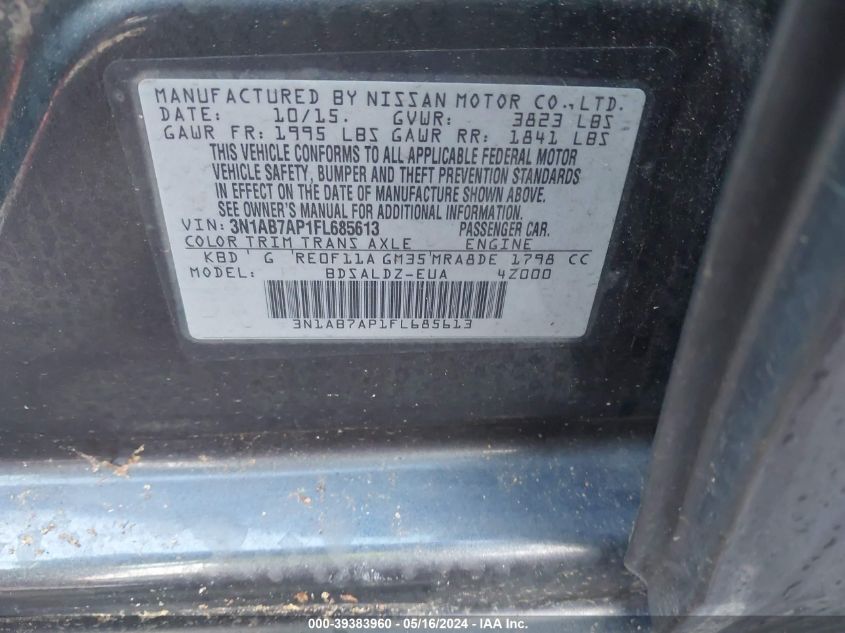 MANUFACTURED BY NISSAN MOTOR CO.,LTD.
DATE: 10/15. GVWR: 3823 LBS
GAWR FR: 1995 LBS GAWR RR: 1841 LBS
THIS VEHICLE CONFORMS TO ALL APPLICABLE FEDERAL MOTOR
VEHICLE SAFETY, BUMPER AND THEFT PREVENTION STANDARDS
IN EFFECT ON THE DATE OF MANUFACTURE SHOWN ABOVE.
SEE OWNER'S MANUAL FOR ADDITIONAL INFORMATION.
VIN: 3N1AB7AP1FL685613 PASSENGER CAR.
COLOR TRIM TRANS AXLE ENGINE
KBD G RE0F11A GM35 MRA8DE 1798 CC
MODEL: BDSALDZ-EUA 4Z000
3N1AB7AP1FL685613
000-39383960 - 05/16/2024 - IAA, Inc.